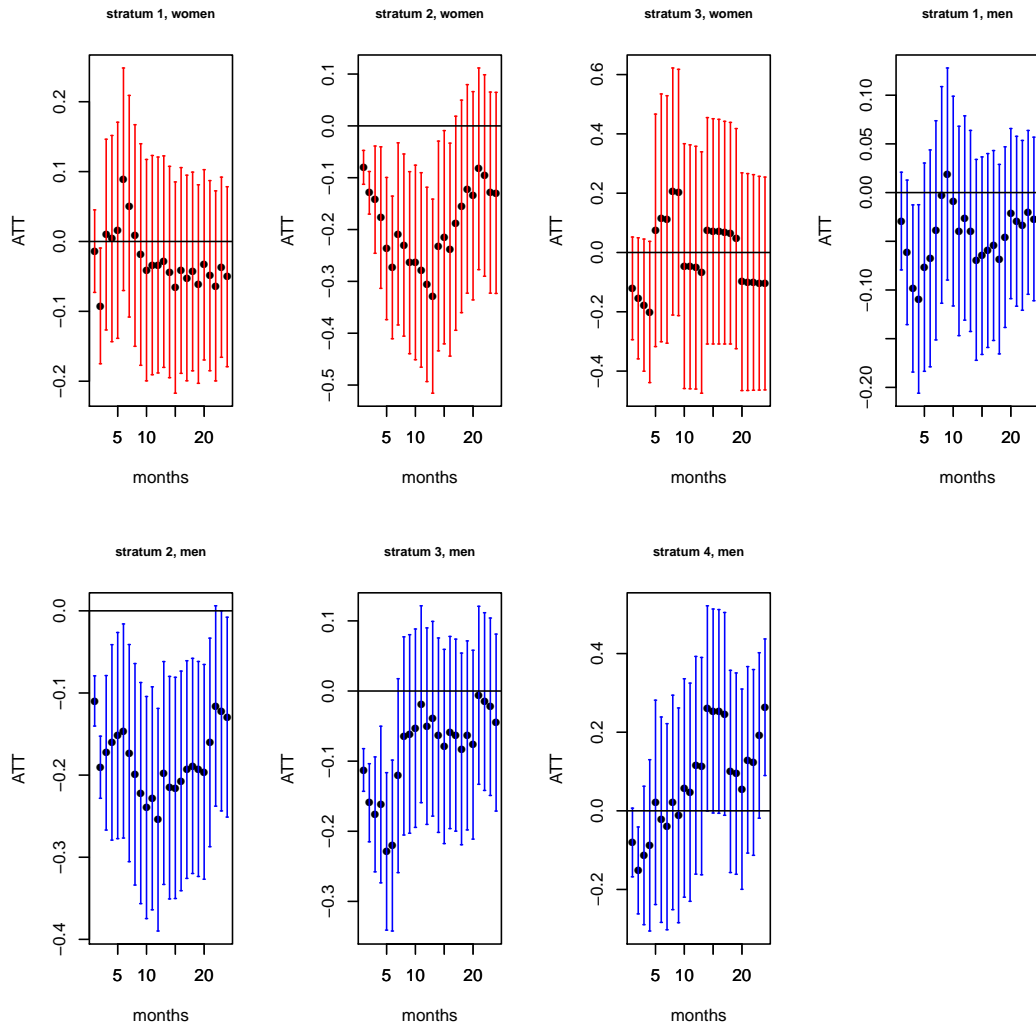 stratum 1, women
stratum 2, women
stratum 3, women
stratum 1, men
ATT
0.2
0.1
0.0
−0.1
−0.2
5 10 20
months
ATT
0.1
0.0
−0.1
−0.2
−0.3
−0.5
5 10 20
months
ATT
0.6
0.4
0.2
0.0
−0.2
−0.4
5 10 20
months
ATT
0.10
0.05
0.00
−0.10
−0.20
5 10 20
months
stratum 2, men
stratum 3, men
stratum 4, men
ATT
0.0
−0.1
−0.2
−0.3
−0.4
5 10 20
months
ATT
0.1
0.0
−0.1
−0.2
−0.3
5 10 20
months
ATT
0.4
0.2
0.0
−0.2
5 10 20
months